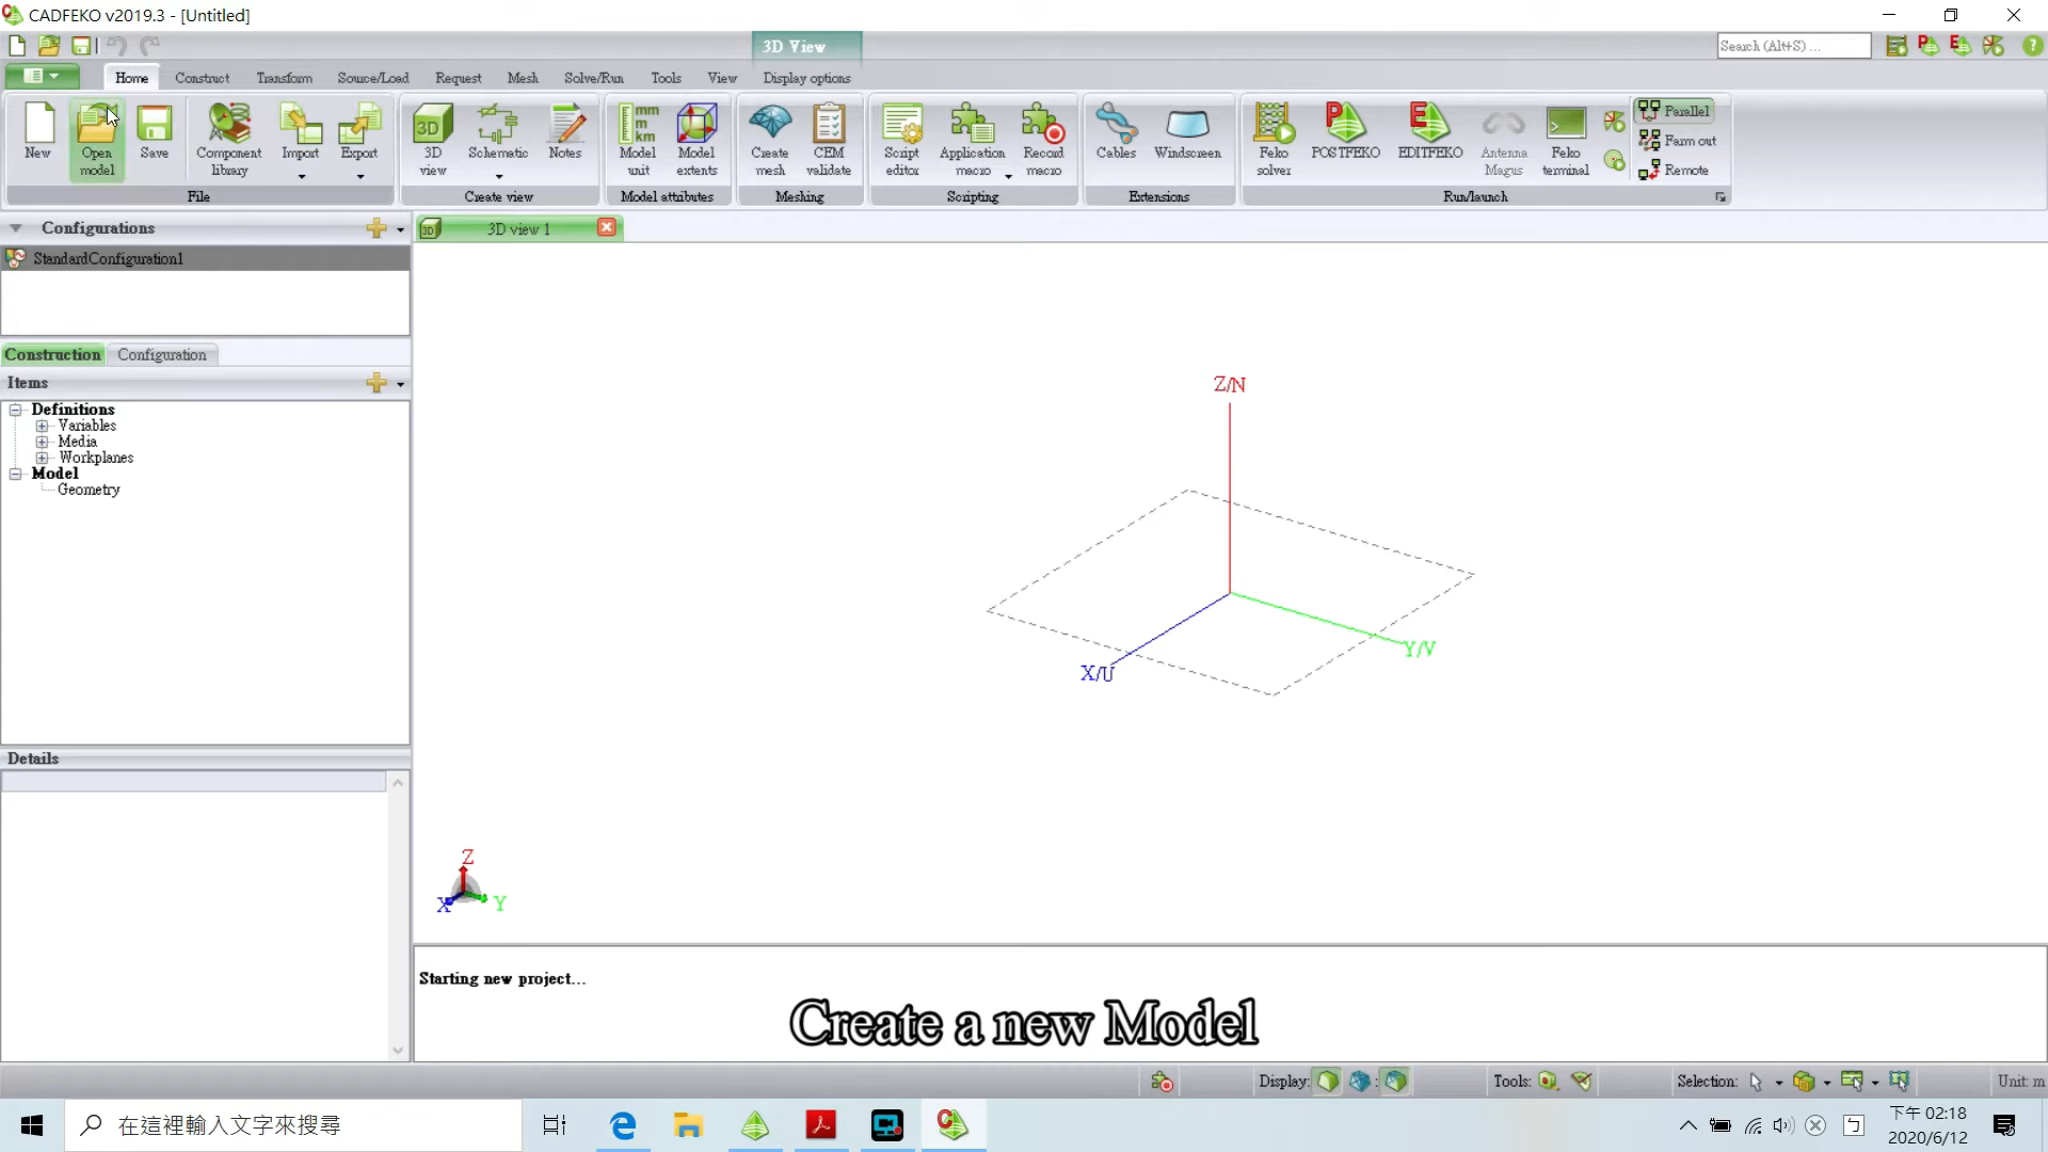 CADFEKO v2019.3 - [Untitled]
3D View
Search (Alt+S) ...
Home Construct Transform Source/Load Request Mesh Solve/Run Tools View Display options
New
Open model
Save
Component library
Import
Export
File
3D view
Schematic
Notes
Create view
Model unit
Model extents
Model attributes
Create mesh
CEM validate
Meshing
Script editor
Application macro
Record macro
Scripting
Cables
Windscreen
Extensions
Feko solver
POSTFEKO
EDITFEKO
Antenna Magus
Feko terminal
Parallel
Farm out
Remote
Run/launch
Configurations
StandardConfiguration1
3D view 1
Construction Configuration
Items
Definitions
Variables
Media
Workplanes
Model
Geometry
Z/N
X/U
Y/V
Details
Z
X
Y
Starting new project...
Create a new Model
Display:
Tools:
Selection:
Unit: m
在這裡輸入文字來搜尋
下午 02:18
2020/6/12